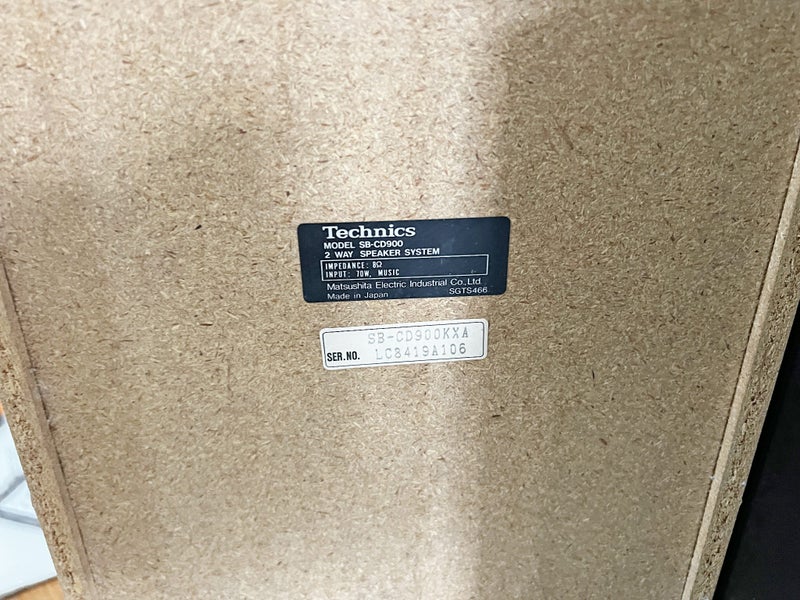 Technics
MODEL SB-CD900
2 WAY SPEAKER SYSTEM
IMPEDANCE: 8Ω
INPUT: 70W, MUSIC
Matsushita Electric Industrial Co., Ltd.
Made in Japan SGTS466
SB-CD900KXA
SER.NO. LC8419A106